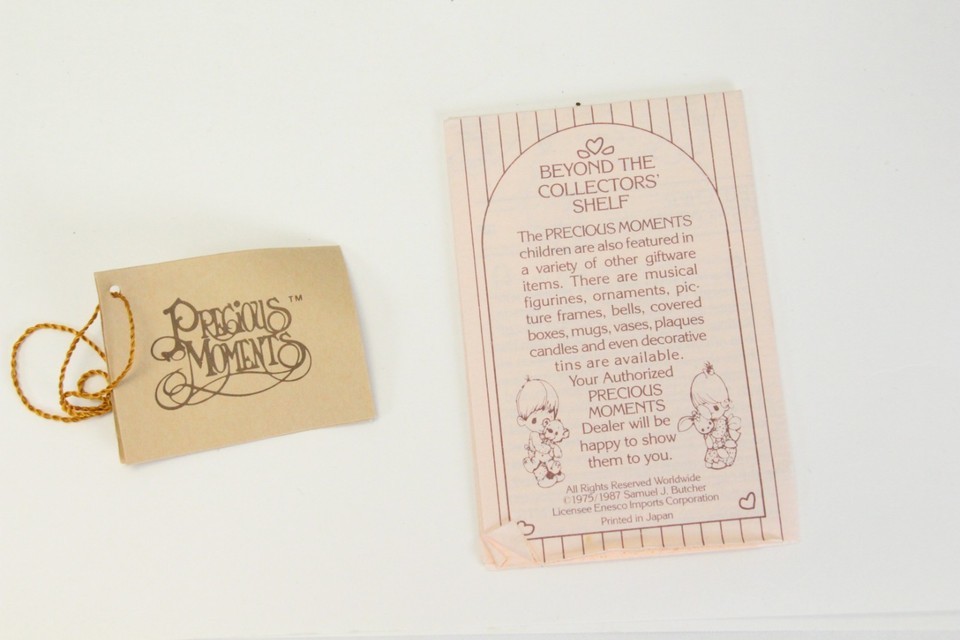 PRECIOUS™
MOMENTS
BEYOND THE
COLLECTORS'
SHELF
The PRECIOUS MOMENTS
children are also featured in
a variety of other giftware
items. There are musical
figurines, ornaments, pic-
ture frames, bells, covered
boxes, mugs, vases, plaques
candles and even decorative
tins are available.
Your Authorized
PRECIOUS
MOMENTS
Dealer will be
happy to show
them to you.
All Rights Reserved Worldwide
©1975/1987 Samuel J. Butcher
Licensee Enesco Imports Corporation
Printed in Japan